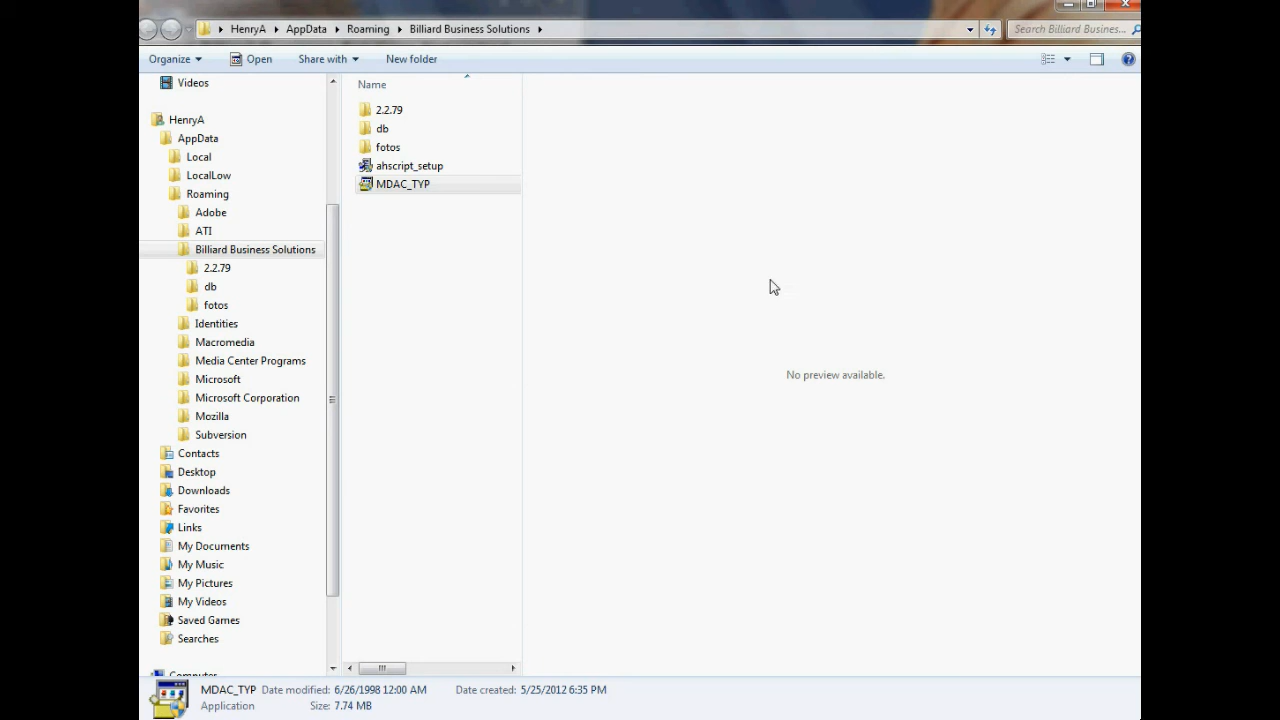 HenryA AppData Roaming Billiard Business Solutions Search Billiard Busines...
Organize Open Share with New folder
Videos
HenryA
AppData
Local
LocalLow
Roaming
Adobe
ATI
Billiard Business Solutions
2.2.79
db
fotos
Identities
Macromedia
Media Center Programs
Microsoft
Microsoft Corporation
Mozilla
Subversion
Contacts
Desktop
Downloads
Favorites
Links
My Documents
My Music
My Pictures
My Videos
Saved Games
Searches
Computer
Name
2.2.79
db
fotos
ahscript_setup
MDAC_TYP
No preview available.
MDAC_TYP Date modified: 6/26/1998 12:00 AM Date created: 5/25/2012 6:35 PM
Application Size: 7.74 MB